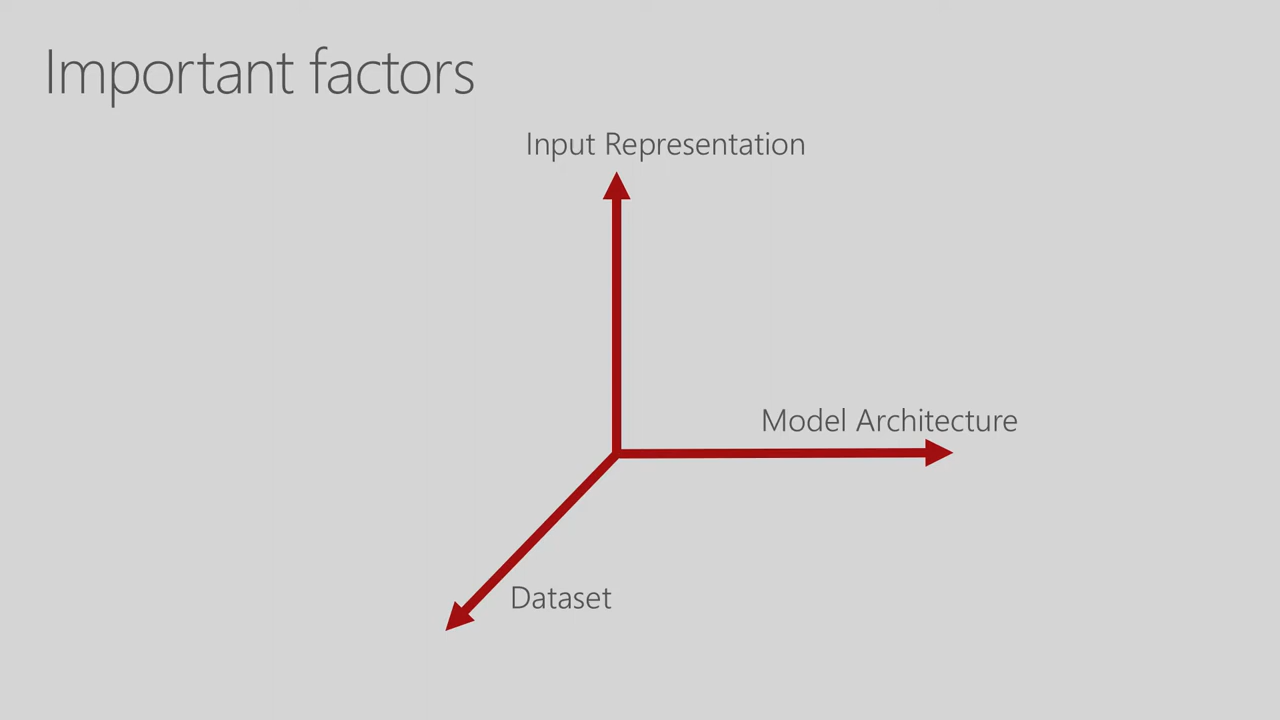 Important factors
Input Representation
Model Architecture
Dataset